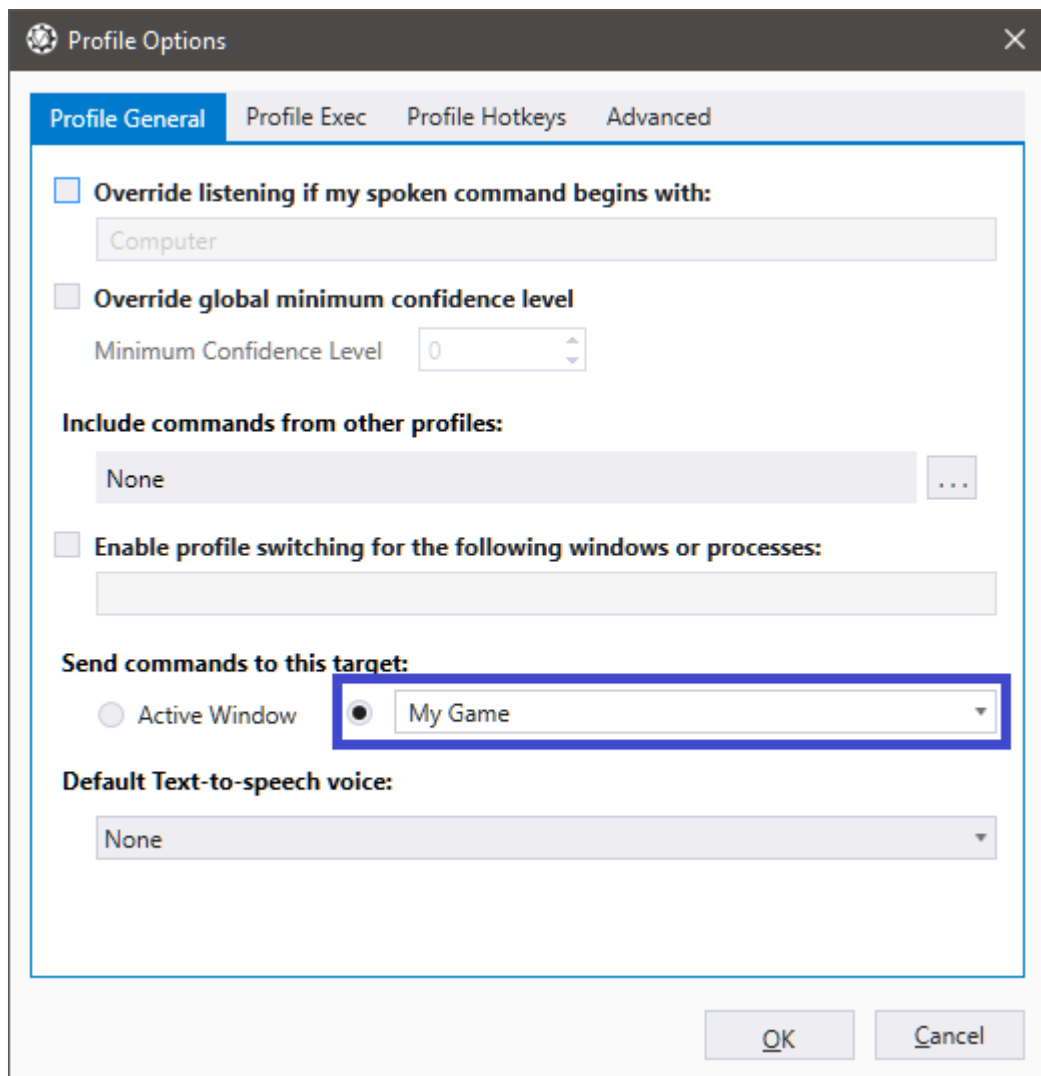 Profile Options
Profile General Profile Exec Profile Hotkeys Advanced
Override listening if my spoken command begins with:
Computer
Override global minimum confidence level
Minimum Confidence Level 0
Include commands from other profiles:
None ...
Enable profile switching for the following windows or processes:
Send commands to this target:
Active Window My Game
Default Text-to-speech voice:
None
OK Cancel